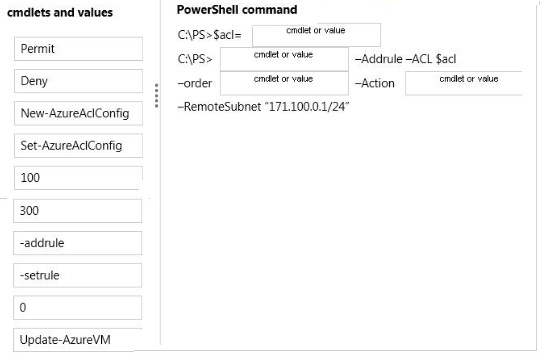 cmdlets and values
Permit
Deny
New-AzureAclConfig
Set-AzureAclConfig
100
300
-addrule
-setrule
0
Update-AzureVM
PowerShell command
C:\PS>$acl= cmdlet or value
C:\PS> cmdlet or value –Addrule –ACL $acl
–order cmdlet or value –Action cmdlet or value
–RemoteSubnet "171.100.0.1/24"